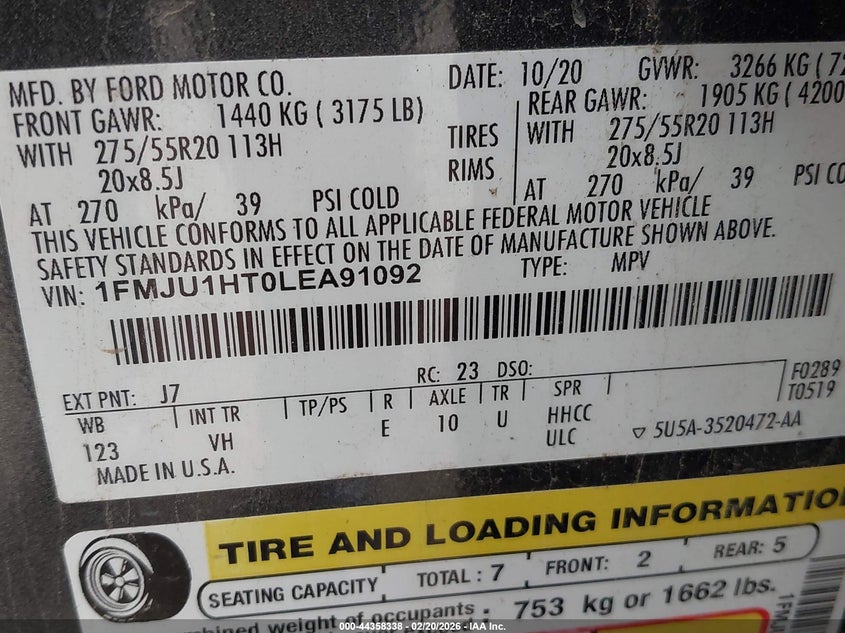 MFD. BY FORD MOTOR CO. DATE: 10/20 GVWR: 3266 KG (
FRONT GAWR: 1440 KG ( 3175 LB) REAR GAWR: 1905 KG ( 4200
WITH 275/55R20 113H TIRES WITH 275/55R20 113H
20x8.5J RIMS 20x8.5J
AT 270 kPa/ 39 PSI COLD AT 270 kPa/ 39 PSI
THIS VEHICLE CONFORMS TO ALL APPLICABLE FEDERAL MOTOR VEHICLE
SAFETY STANDARDS IN EFFECT ON THE DATE OF MANUFACTURE SHOWN ABOVE.
VIN: 1FMJU1HT0LEA91092 TYPE: MPV
RC: 23 DSO: F0289
EXT PNT: J7 T0519
WB INT TR TP/PS R AXLE TR SPR
123 VH E 10 U HHCC
ULC ▽ 5U5A-3520472-AA
MADE IN U.S.A.
TIRE AND LOADING INFORMATION
SEATING CAPACITY TOTAL : 7 FRONT: 2 REAR: 5
weight of occupants 753 kg or 1662 lbs.
000-44358338 - 02/20/2026 - IAA Inc.